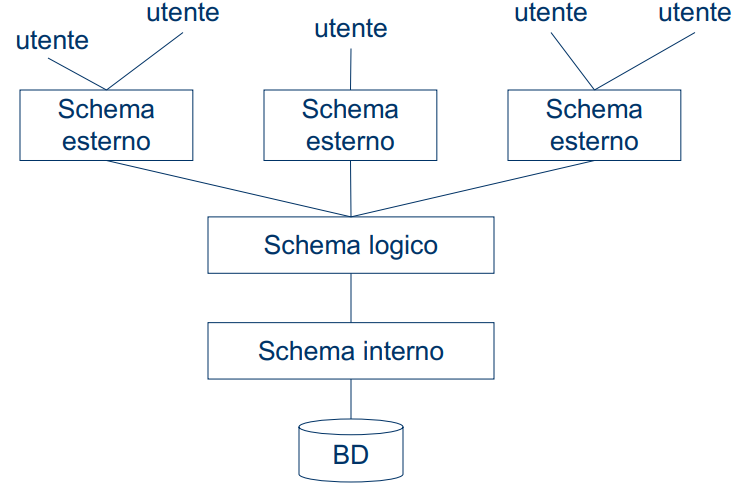 utente
utente
utente
utente
utente
Schema
esterno
Schema
esterno
Schema
esterno
Schema logico
Schema interno
BD